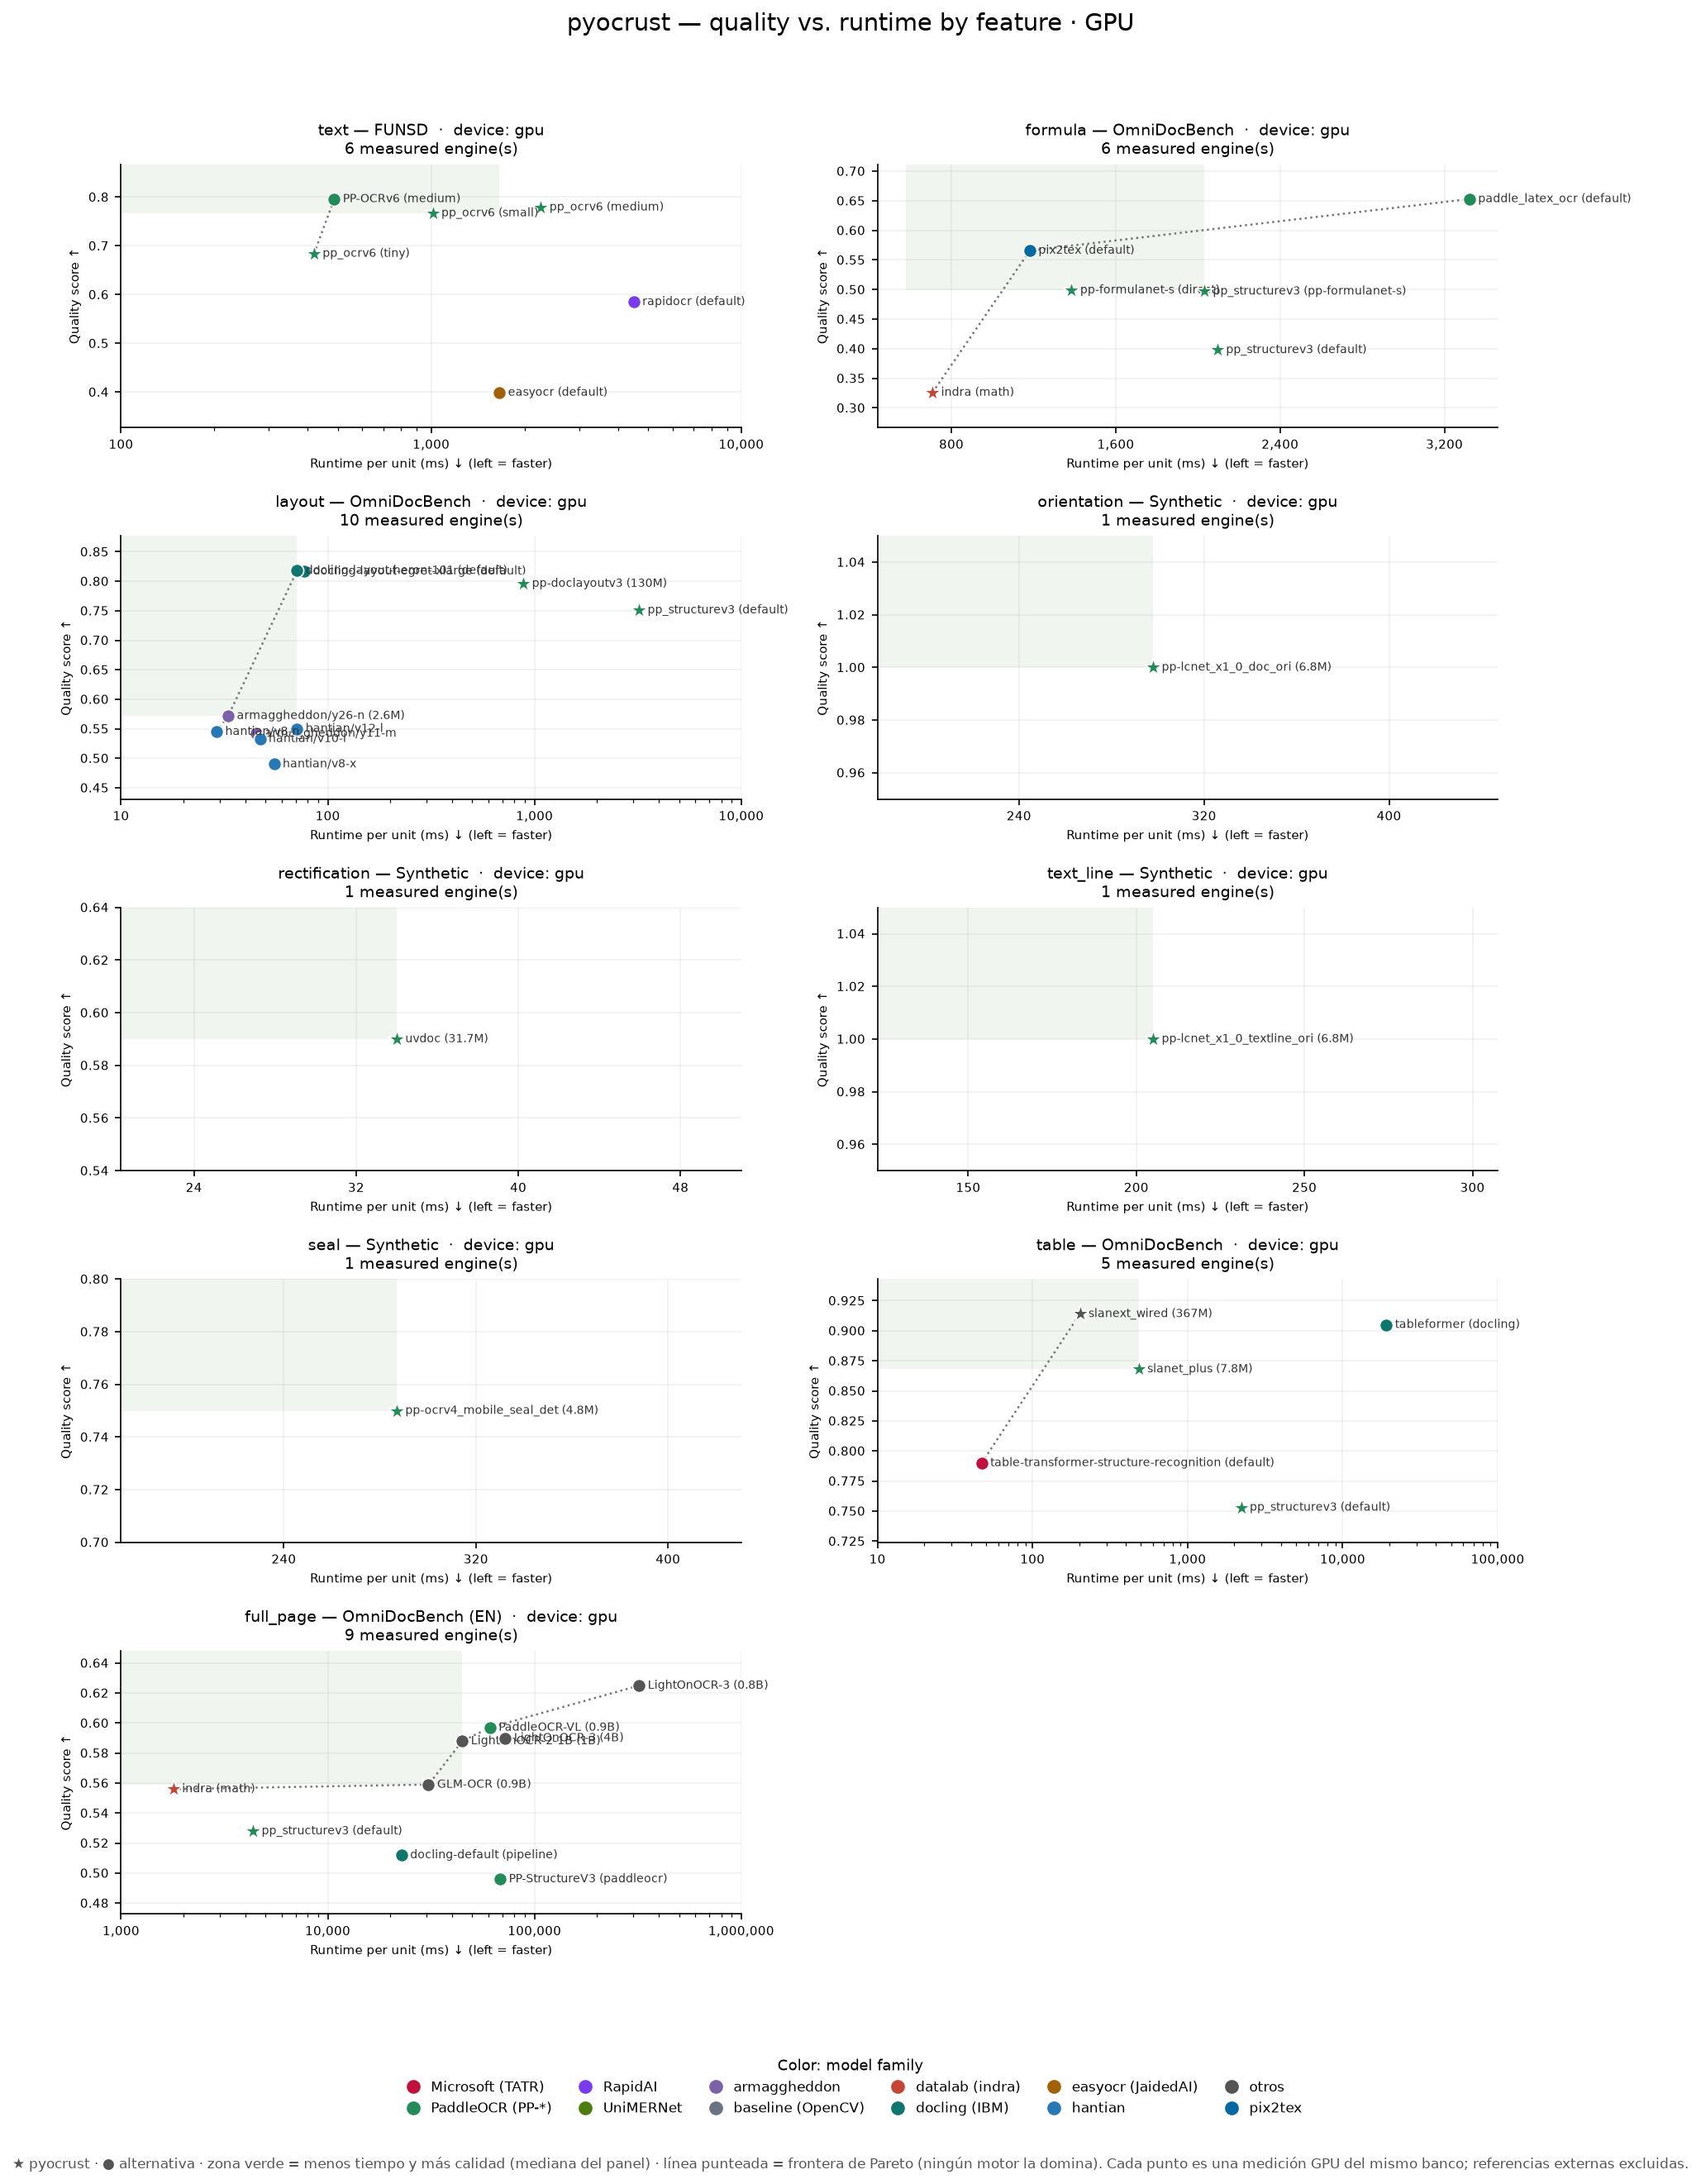 pyocrust — quality vs. runtime by feature · GPU
text — FUNSD · device: gpu
6 measured engine(s)
Quality score ↑
0.8
0.7
0.6
0.5
0.4
PP-OCRv6 (medium)
pp_ocrv6 (small)
pp_ocrv6 (medium)
pp_ocrv6 (tiny)
rapidocr (default)
easyocr (default)
100
1,000
10,000
Runtime per unit (ms) ↓ (left = faster)
formula — OmniDocBench · device: gpu
6 measured engine(s)
Quality score ↑
0.70
0.65
0.60
0.55
0.50
0.45
0.40
0.35
0.30
paddle_latex_ocr (default)
pix2tex (default)
pp-formulanet-s
pp_structurev3 (pp-formulanet-s)
pp_structurev3 (default)
indra (math)
800
1,600
2,400
3,200
Runtime per unit (ms) ↓ (left = faster)
layout — OmniDocBench · device: gpu
10 measured engine(s)
Quality score ↑
0.85
0.80
0.75
0.70
0.65
0.60
0.55
0.50
0.45
pp-doclayoutv3 (130M)
pp_structurev3 (default)
armaggheddon/y26-n (2.6M)
hantian/v12-l
hantian/v10-l
hantian/v8-x
10
100
1,000
10,000
Runtime per unit (ms) ↓ (left = faster)
orientation — Synthetic · device: gpu
1 measured engine(s)
Quality score ↑
1.04
1.02
1.00
0.98
0.96
pp-lcnet_x1_0_doc_ori (6.8M)
240
320
400
Runtime per unit (ms) ↓ (left = faster)
rectification — Synthetic · device: gpu
1 measured engine(s)
Quality score ↑
0.64
0.62
0.60
0.58
0.56
0.54
uvdoc (31.7M)
24
32
40
48
Runtime per unit (ms) ↓ (left = faster)
text_line — Synthetic · device: gpu
1 measured engine(s)
Quality score ↑
1.04
1.02
1.00
0.98
0.96
pp-lcnet_x1_0_textline_ori (6.8M)
150
200
250
300
Runtime per unit (ms) ↓ (left = faster)
seal — Synthetic · device: gpu
1 measured engine(s)
Quality score ↑
0.80
0.78
0.76
0.74
0.72
0.70
pp-ocrv4_mobile_seal_det (4.8M)
240
320
400
Runtime per unit (ms) ↓ (left = faster)
table — OmniDocBench · device: gpu
5 measured engine(s)
Quality score ↑
0.925
0.900
0.875
0.850
0.825
0.800
0.775
0.750
0.725
slanext_wired (367M)
tableformer (docling)
slanet_plus (7.8M)
table-transformer-structure-recognition (default)
pp_structurev3 (default)
10
100
1,000
10,000
100,000
Runtime per unit (ms) ↓ (left = faster)
full_page — OmniDocBench (EN) · device: gpu
9 measured engine(s)
Quality score ↑
0.64
0.62
0.60
0.58
0.56
0.54
0.52
0.50
0.48
LightOnOCR-3 (0.8B)
PaddleOCR-VL (0.9B)
LightOnOCR-3 (4B)
LightOnOCR-2-1B (1B)
GLM-OCR (0.9B)
indra (math)
pp_structurev3 (default)
docling-default (pipeline)
PP-StructureV3 (paddleocr)
1,000
10,000
100,000
1,000,000
Runtime per unit (ms) ↓ (left = faster)
Color: model family
Microsoft (TATR)
RapidAI
armaggheddon
datalab (indra)
easyocr (JaidedAI)
otros
PaddleOCR (PP-*)
UniMERNet
baseline (OpenCV)
docling (IBM)
hantian
pix2tex
★ pyocrust · ● alternativa · zona verde = menos tiempo y más calidad (mediana del panel) · línea punteada = frontera de Pareto (ningún motor la domina). Cada punto es una medición GPU del mismo banco; referencias externas excluidas.